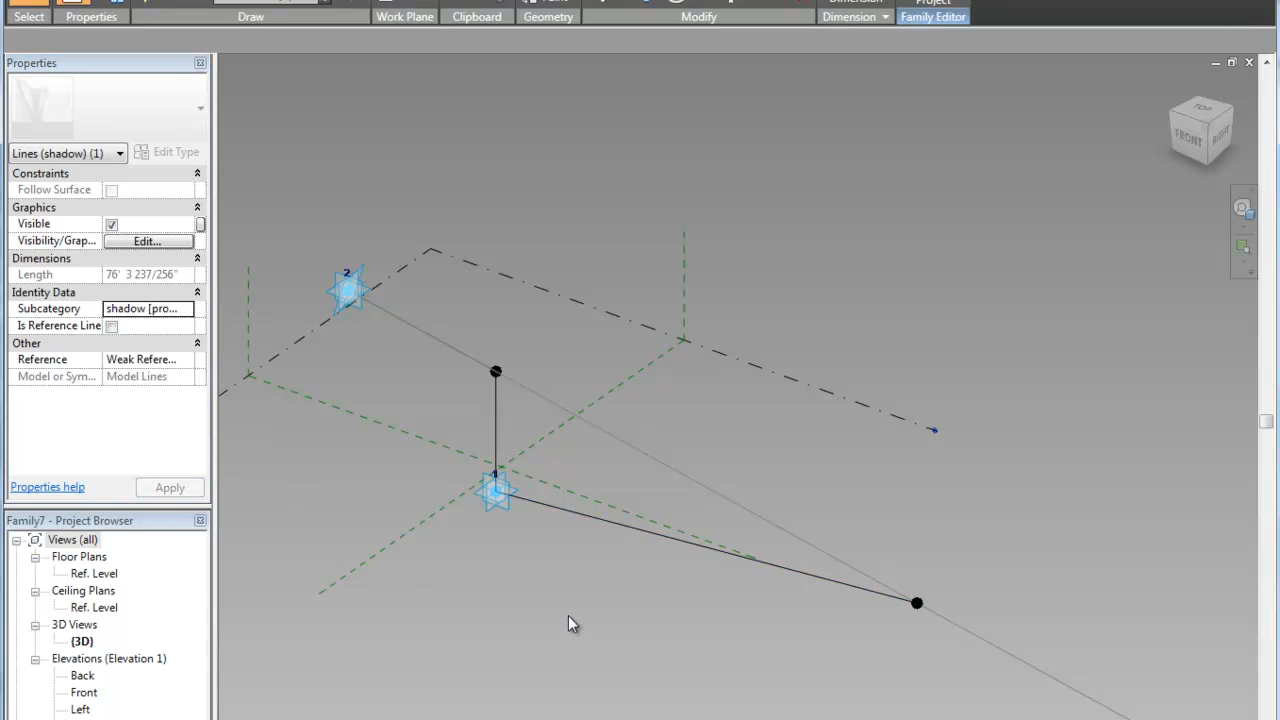 Project
Dimension
Select Properties Draw Work Plane Clipboard Geometry Modify Dimension Family Editor
Properties
Lines (shadow) (1) Edit Type
Constraints
Follow Surface
Graphics
Visible
Visibility/Grap... Edit...
Dimensions
Length 76' 3 237/256"
Identity Data
Subcategory shadow [pro...
Is Reference Line
Other
Reference Weak Refere...
Model or Sym... Model Lines
Properties help Apply
Family7 - Project Browser
Views (all)
Floor Plans
Ref. Level
Ceiling Plans
Ref. Level
3D Views
{3D}
Elevations (Elevation 1)
Back
Front
Left
2
1
TOP
FRONT RIGHT